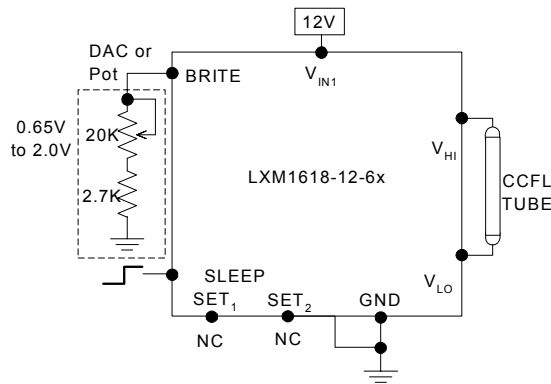 12V
DAC or
Pot
BRITE
V_IN1
0.65V
to 2.0V
20K
2.7K
LXM1618-12-6x
V_HI
CCFL
TUBE
V_LO
SLEEP
SET_1
SET_2
GND
NC
NC